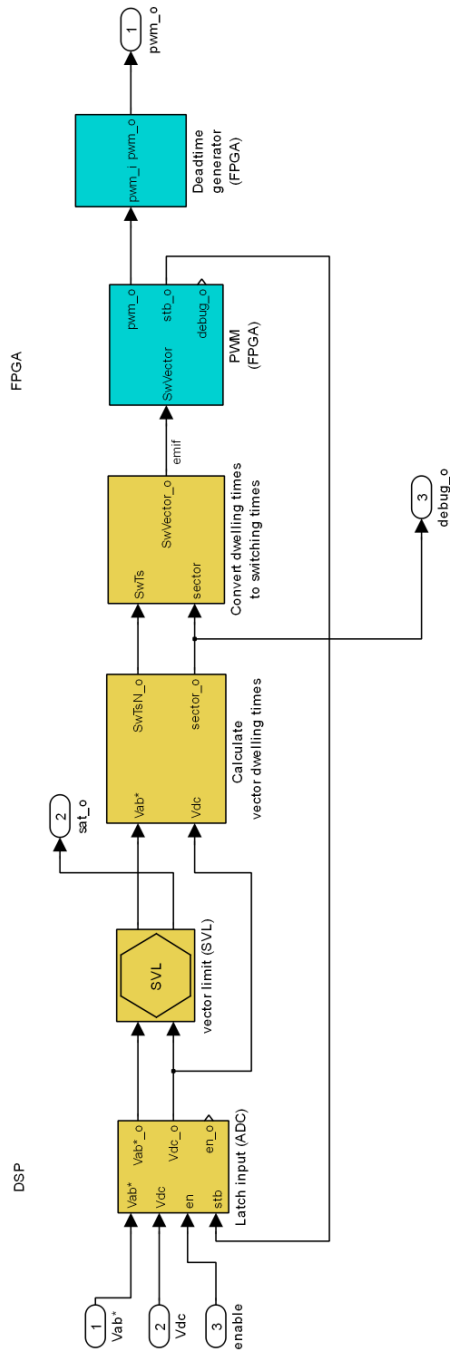 DSP
FPGA
1
Vab*
2
Vdc
3
enable
Vab*
Vdc
en
stb
Vab*_o
Vdc_o
en_o
Latch input (ADC)
SVL
vector limit (SVL)
2
sat_o
Vab*
Vdc
SwTsN_o
sector_o
Calculate
vector dwelling times
SwTs
sector
SwVector_o
Convert dwelling times
to switching times
emif
SwVector
pwm_o
stb_o
debug_o
PWM
(FPGA)
pwm_i pwm_o
Deadtime
generator
(FPGA)
1
pwm_o
3
debug_o